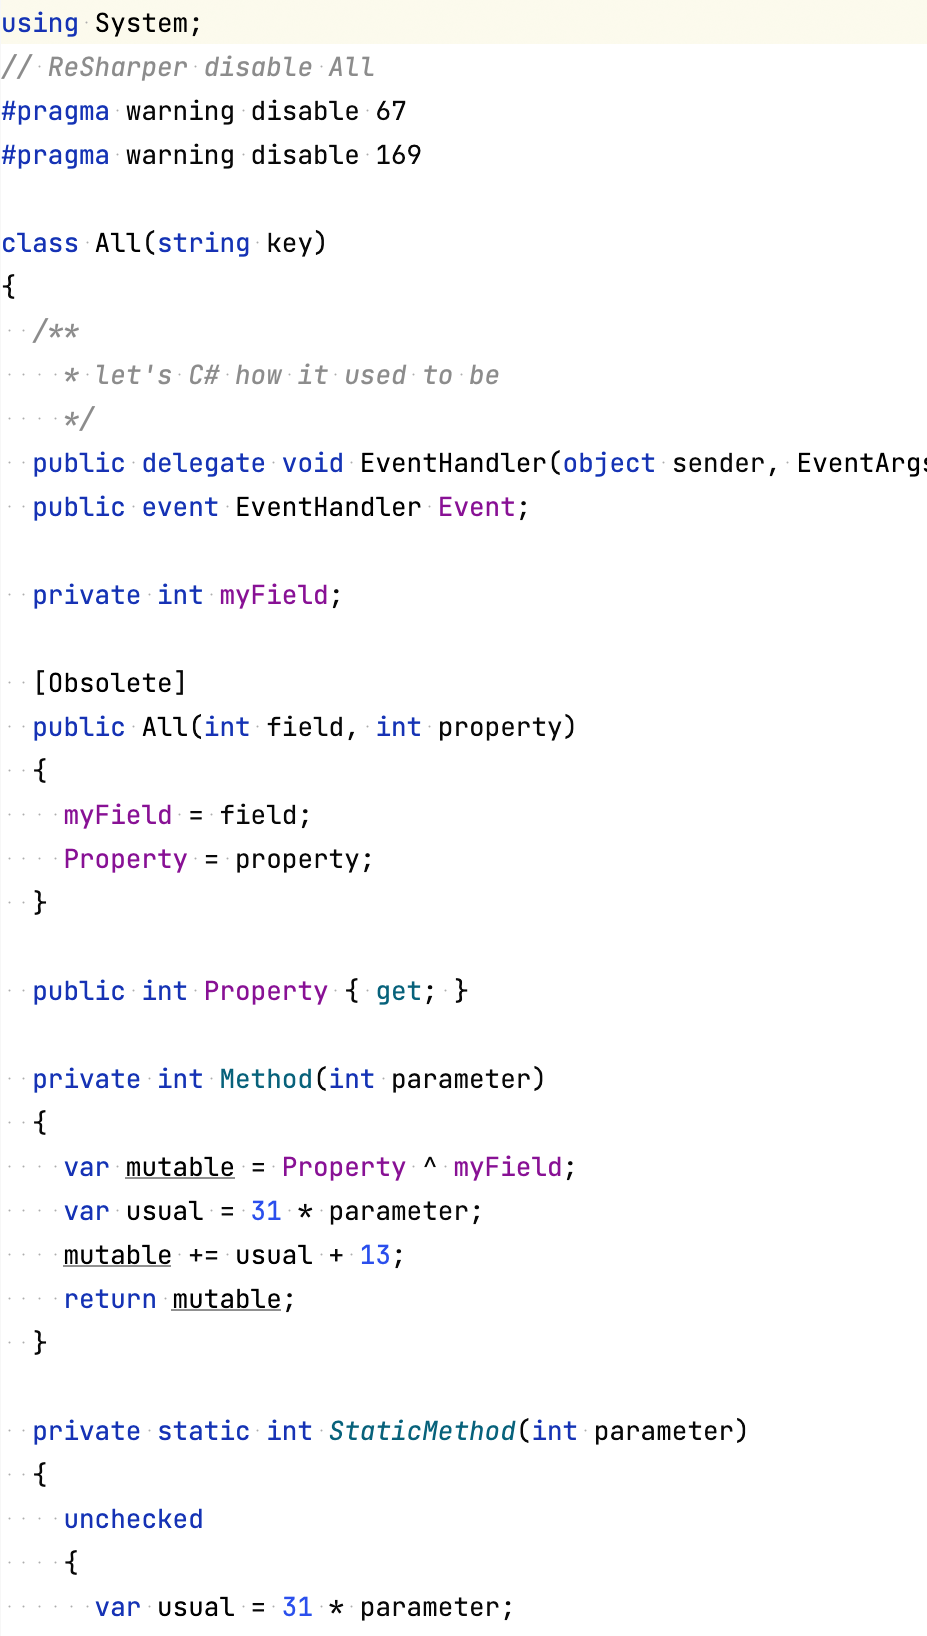 using System;
// ReSharper disable All
#pragma warning disable 67
#pragma warning disable 169
class All(string key)
{
  /**
    * let's C# how it used to be
    */
  public delegate void EventHandler(object sender, EventArgs
  public event EventHandler Event;
  private int myField;
  [Obsolete]
  public All(int field, int property)
  {
    myField = field;
    Property = property;
  }
  public int Property { get; }
  private int Method(int parameter)
  {
    var mutable = Property ^ myField;
    var usual = 31 * parameter;
    mutable += usual + 13;
    return mutable;
  }
  private static int StaticMethod(int parameter)
  {
    unchecked
    {
      var usual = 31 * parameter;